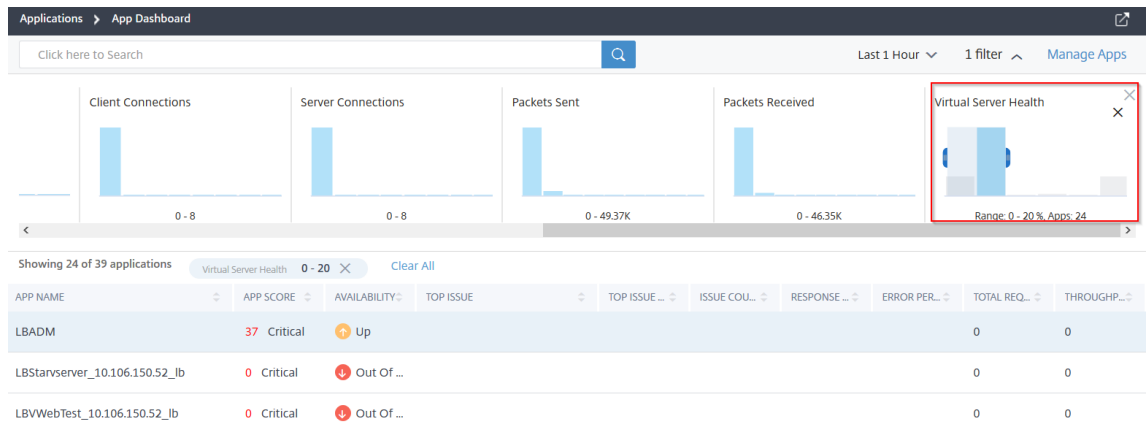 Applications > App Dashboard
Click here to Search
Last 1 Hour
1 filter
Manage Apps
Client Connections
Server Connections
Packets Sent
Packets Received
Virtual Server Health
0 - 8
0 - 8
0 - 49.37K
0 - 46.35K
Range: 0 - 20 %, Apps: 24
Showing 24 of 39 applications
Virtual Server Health 0 - 20
Clear All
APP NAME APP SCORE AVAILABILITY TOP ISSUE TOP ISSUE ... ISSUE COU... RESPONSE ... ERROR PER... TOTAL REQ... THROUGHP...
LBADM 37 Critical Up 0 0
LBStarvserver_10.106.150.52_lb 0 Critical Out Of ... 0 0
LBVWebTest_10.106.150.52_lb 0 Critical Out Of ... 0 0